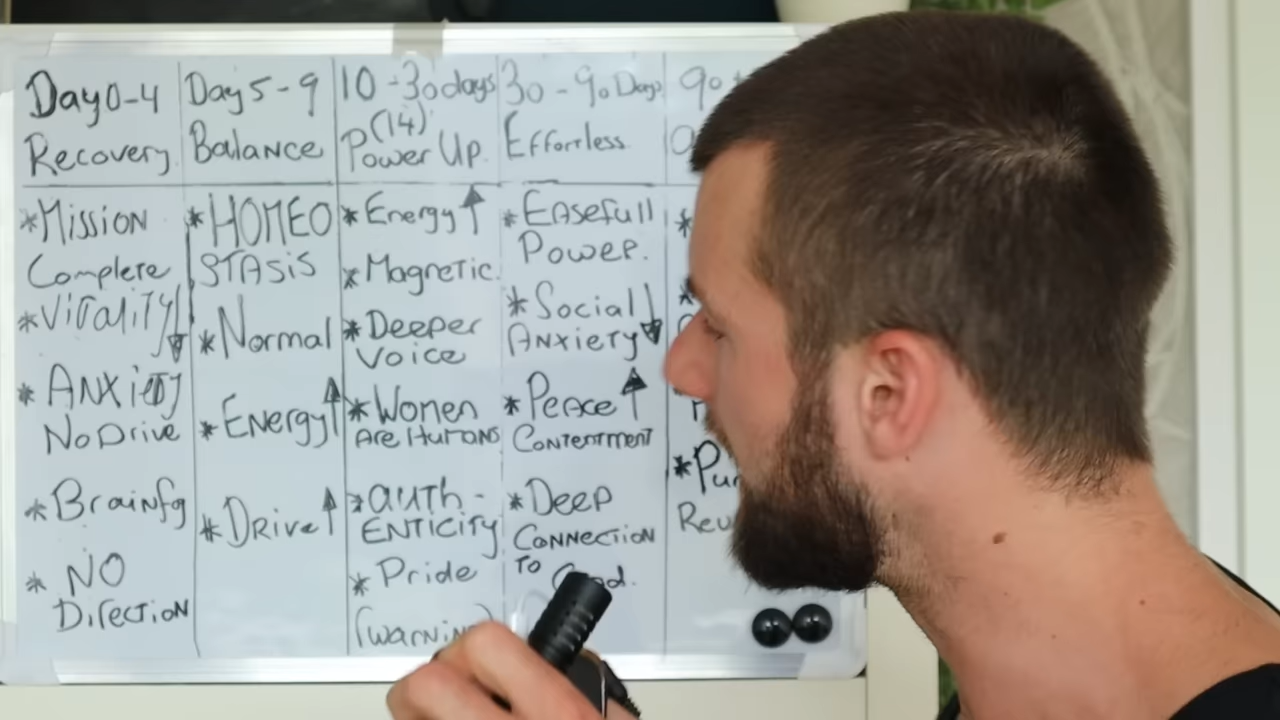 Day 0-4
Recovery
*Mission
Complete
*Vitality ↓
*Anxiety
No Drive
*Brainfog
* NO
Direction
Day 5-9
Balance
*HOMEO
STASIS
*Normal
*Energy ↑
*Drive ↑
10-30 days
(14)
Power Up.
*Energy ↑
*Magnetic.
*Deeper
Voice
*Women
Are Humans
*Auth-
ENTICITY
* Pride
30-90 Days
Effortless
*Easefull
Power.
*Social
Anxiety ↓
*Peace ↑
Contentment
*Deep
Connection
To
90